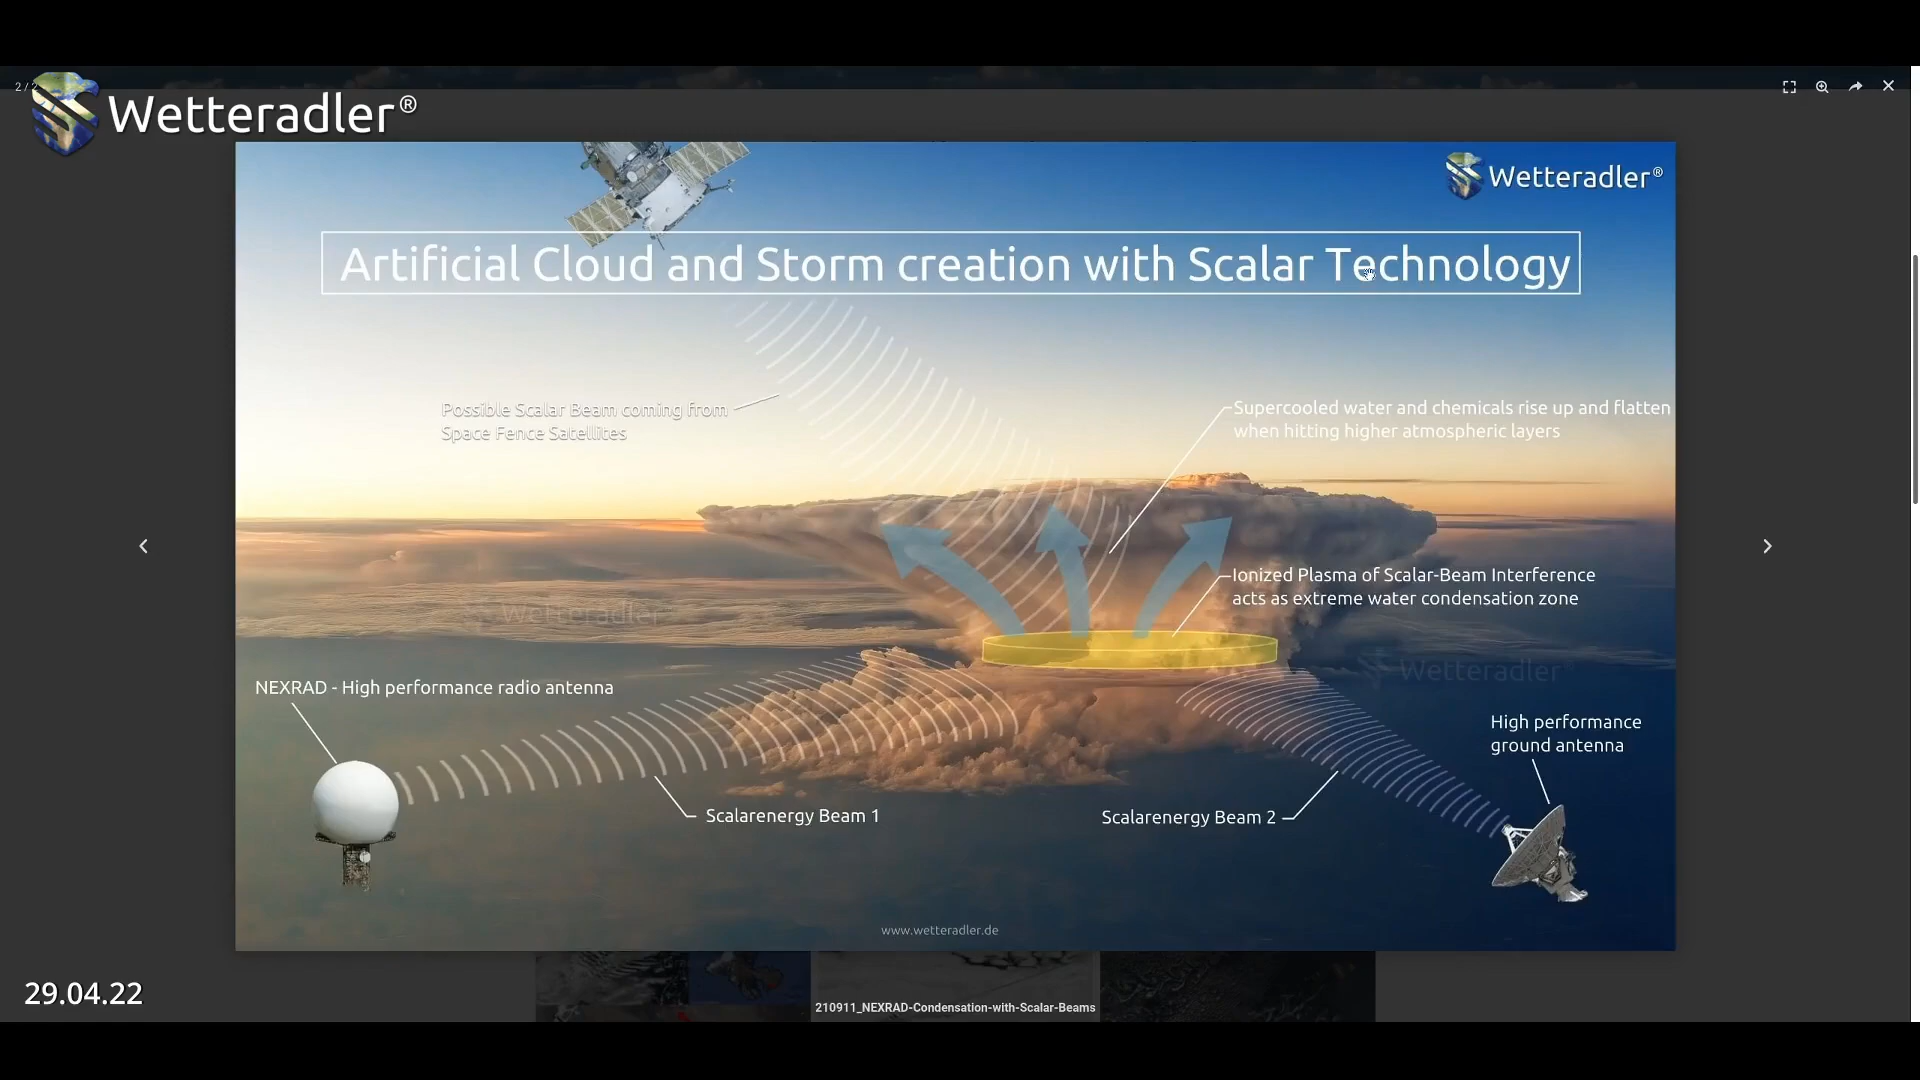 2 / 2
Wetteradler®
Wetteradler®
Artificial Cloud and Storm creation with Scalar Technology
Possible Scalar Beam coming from
Space Fence Satellites
Supercooled water and chemicals rise up and flatten
when hitting higher atmospheric layers
Ionized Plasma of Scalar-Beam Interference
acts as extreme water condensation zone
Wetteradler
Wetteradler®
NEXRAD - High performance radio antenna
High performance
ground antenna
Scalarenergy Beam 1
Scalarenergy Beam 2
www.wetteradler.de
29.04.22
210911_NEXRAD-Condensation-with-Scalar-Beams